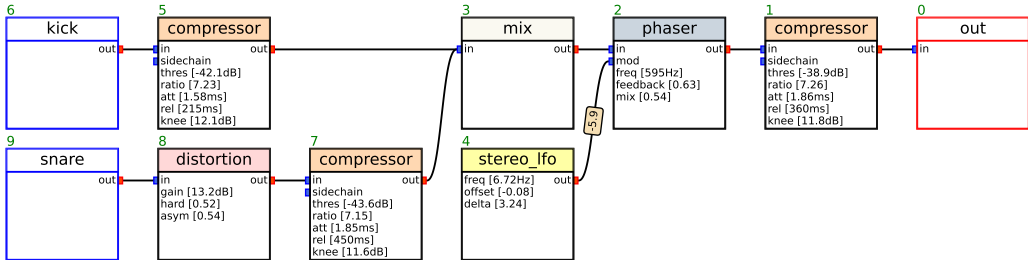 6
kick
out
5
compressor
in out
sidechain
thres [-42.1dB]
ratio [7.23]
att [1.58ms]
rel [215ms]
knee [12.1dB]
3
mix
in out
2
phaser
in out
mod
freq [595Hz]
feedback [0.63]
mix [0.54]
1
compressor
in out
sidechain
thres [-38.9dB]
ratio [7.26]
att [1.86ms]
rel [360ms]
knee [11.8dB]
0
out
in
-5.9
9
snare
out
8
distortion
in out
gain [13.2dB]
hard [0.52]
asym [0.54]
7
compressor
in out
sidechain
thres [-43.6dB]
ratio [7.15]
att [1.85ms]
rel [450ms]
knee [11.6dB]
4
stereo_lfo
freq [6.72Hz] out
offset [-0.08]
delta [3.24]